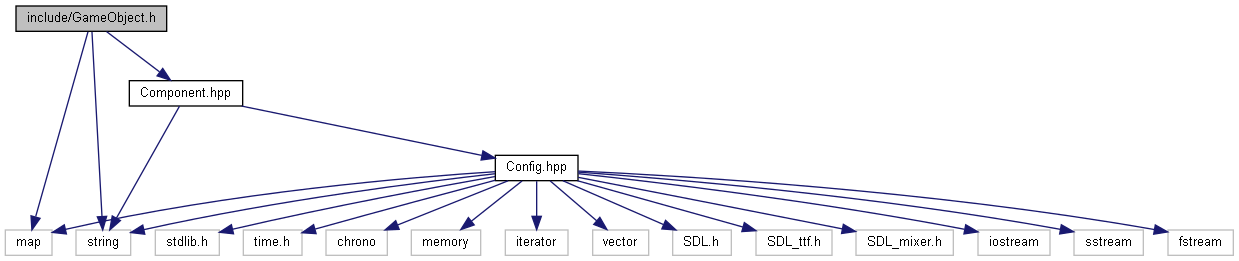 include/GameObject.h
Component.hpp
Config.hpp
map
string
stdlib.h
time.h
chrono
memory
iterator
vector
SDL.h
SDL_ttf.h
SDL_mixer.h
iostream
sstream
fstream